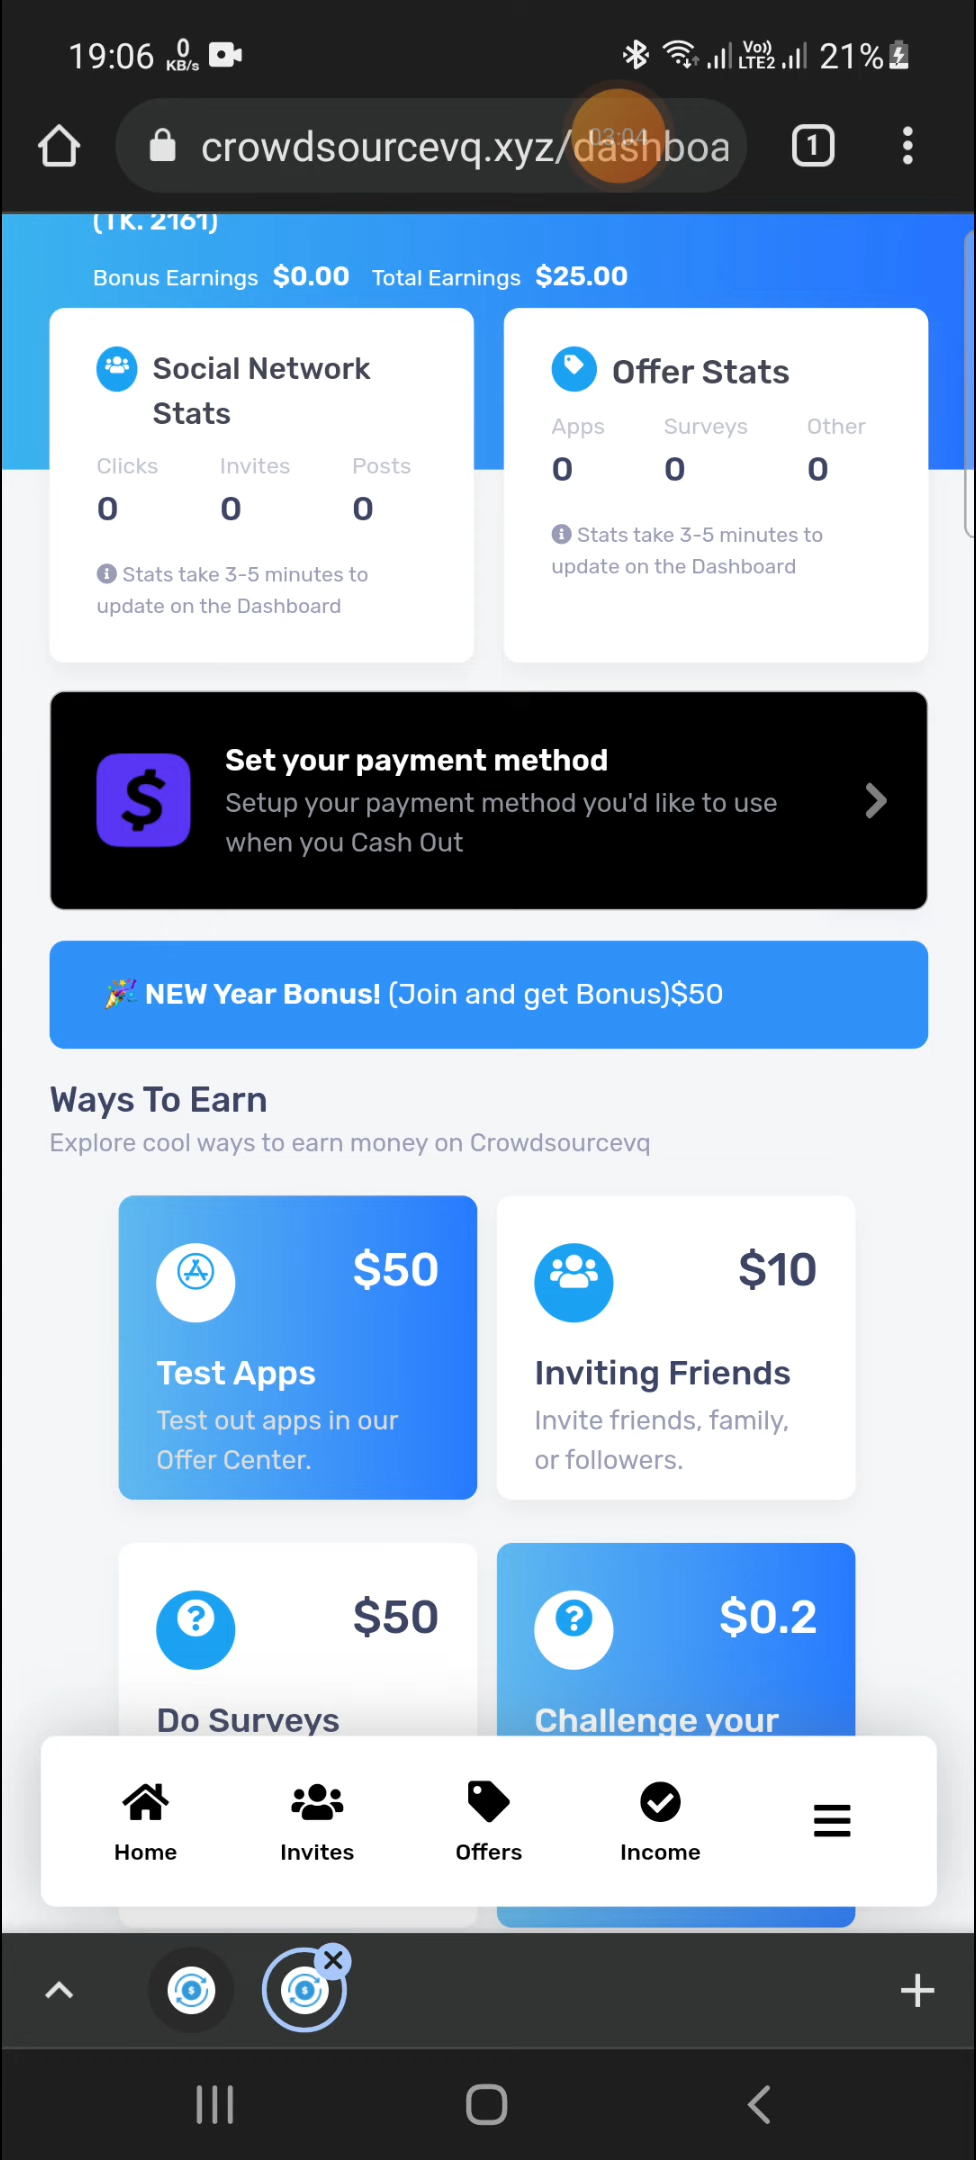 19:06 0 KB/s Vo)) LTE2 21%
crowdsourcevq.xyz/dashboa 1
03:04
(TK. 2161)
Bonus Earnings $0.00 Total Earnings $25.00
Social Network
Stats
Clicks Invites Posts
0 0 0
Stats take 3-5 minutes to
update on the Dashboard
Offer Stats
Apps Surveys Other
0 0 0
Stats take 3-5 minutes to
update on the Dashboard
Set your payment method
Setup your payment method you'd like to use
when you Cash Out
NEW Year Bonus! (Join and get Bonus)$50
Ways To Earn
Explore cool ways to earn money on Crowdsourcevq
$50
Test Apps
Test out apps in our
Offer Center.
$10
Inviting Friends
Invite friends, family,
or followers.
$50
Do Surveys
$0.2
Challenge your
Home Invites Offers Income